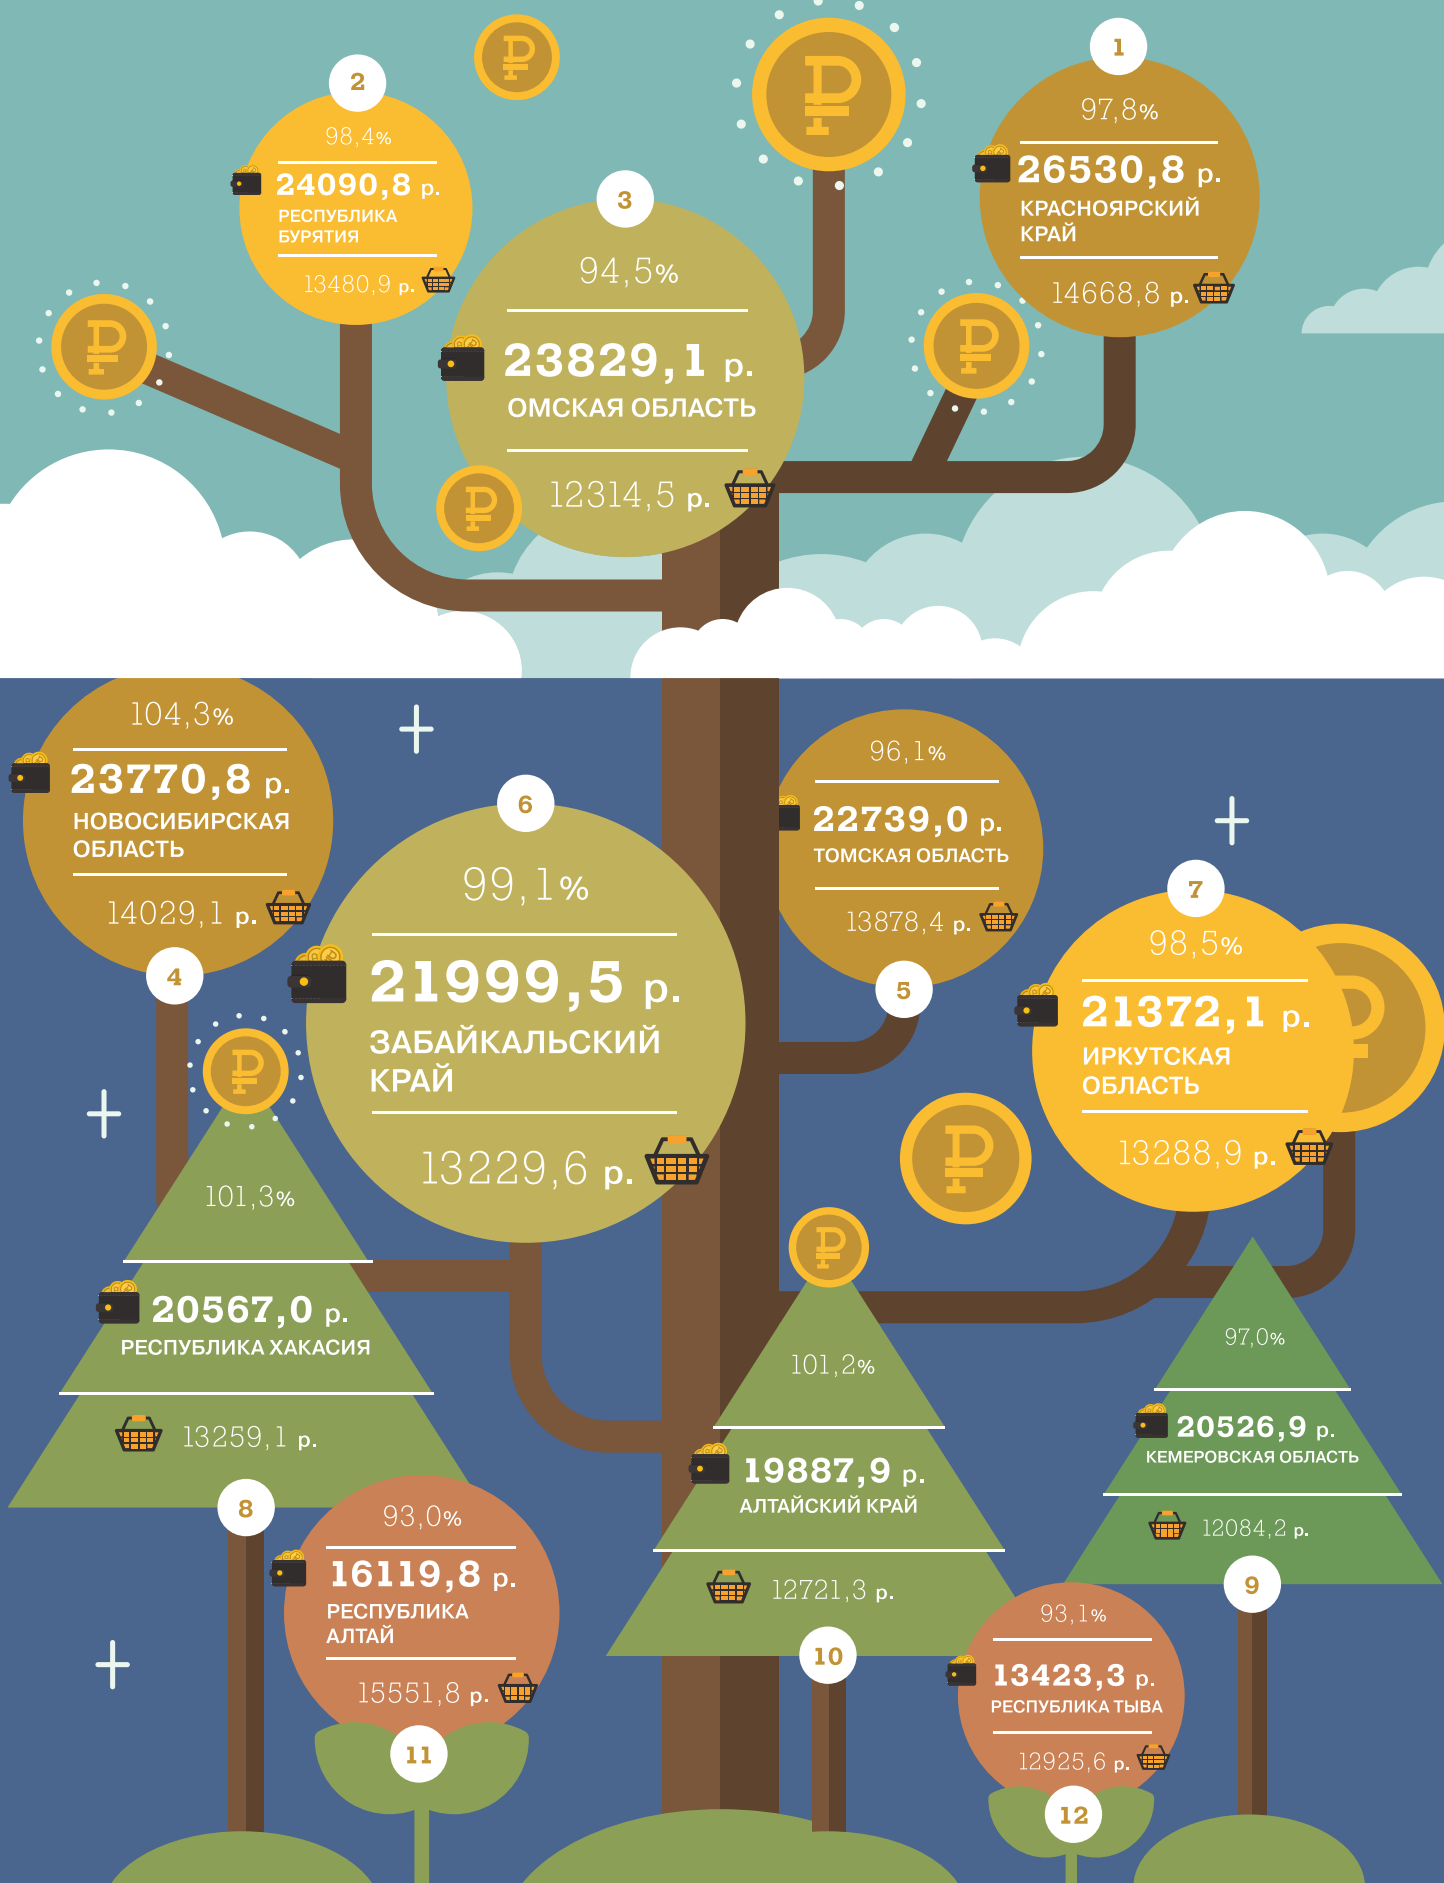 1
97,8%
26530,8 р.
КРАСНОЯРСКИЙ
КРАЙ
14668,8 р.
2
98,4%
24090,8 р.
РЕСПУБЛИКА
БУРЯТИЯ
13480,9 р.
3
94,5%
23829,1 р.
ОМСКАЯ ОБЛАСТЬ
12314,5 р.
104,3%
23770,8 р.
НОВОСИБИРСКАЯ
ОБЛАСТЬ
14029,1 р.
4
96,1%
22739,0 р.
ТОМСКАЯ ОБЛАСТЬ
13878,4 р.
5
6
99,1%
21999,5 р.
ЗАБАЙКАЛЬСКИЙ
КРАЙ
13229,6 р.
7
98,5%
21372,1 р.
ИРКУТСКАЯ
ОБЛАСТЬ
13288,9 р.
101,3%
20567,0 р.
РЕСПУБЛИКА ХАКАСИЯ
13259,1 р.
8
97,0%
20526,9 р.
КЕМЕРОВСКАЯ ОБЛАСТЬ
12084,2 р.
9
101,2%
19887,9 р.
АЛТАЙСКИЙ КРАЙ
12721,3 р.
10
93,0%
16119,8 р.
РЕСПУБЛИКА
АЛТАЙ
15551,8 р.
11
93,1%
13423,3 р.
РЕСПУБЛИКА ТЫВА
12925,6 р.
12